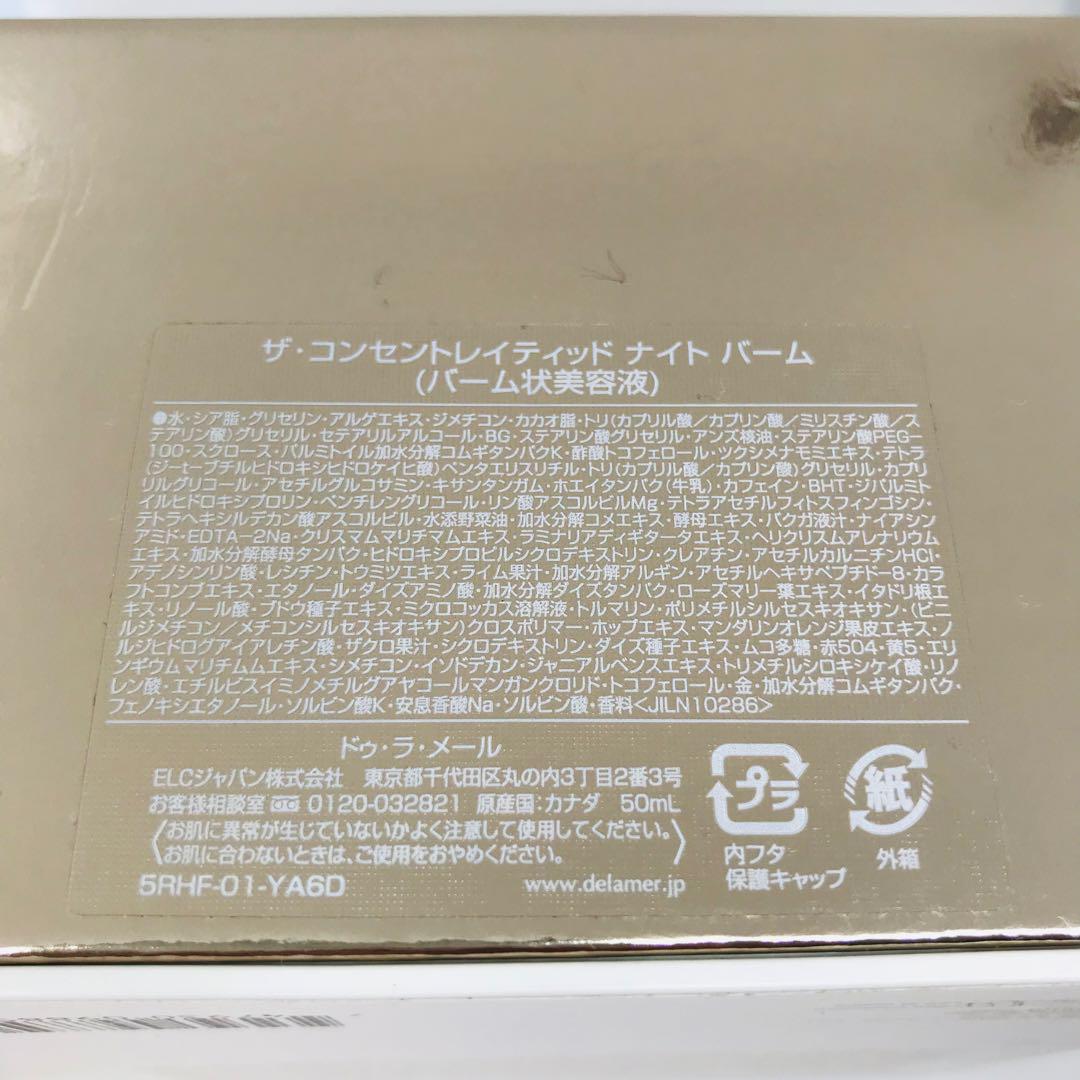 ザ・コンセントレイティッド ナイト バーム
(バーム状美容液)
●水・シア脂・グリセリン・アルゲエキス・ジメチコン・カカオ脂・トリ(カプリル酸/カプリン酸/ミリスチン酸/ス
テアリン酸)グリセリル・セテアリルアルコール・BG・ステアリン酸グリセリル・アンズ核油・ステアリン酸PEG-
100・スクロース・パルミトイル加水分解コムギタンパクK・酢酸トコフェロール・ツクシメナモミエキス・テトラ
(ジ-t-ブチルヒドロキシヒドロケイヒ酸)ペンタエリスリチル・トリ(カプリル酸/カプリン酸)グリセリル・カプリ
リルグリコール・アセチルグルコサミン・キサンタンガム・ホエイタンパク(牛乳)・カフェイン・BHT・ジパルミト
イルヒドロキシプロリン・ペンチレングリコール・リン酸アスコルビルMg・テトラアセチルフィトスフィンゴシン・
テトラヘキシルデカン酸アスコルビル・水添野菜油・加水分解コメエキス・酵母エキス・バクガ液汁・ナイアシン
アミド・EDTA-2Na・クリスマムマリチマムエキス・ラミナリアディギタータエキス・ヘリクリスムアレナリウム
エキス・加水分解酵母タンパク・ヒドロキシプロピルシクロデキストリン・クレアチン・アセチルカルニチンHCl・
アデノシンリン酸・レシチン・トウミツエキス・ライム果汁・加水分解アルギン・アセチルヘキサペプチド-8・カラ
フトコンブエキス・エタノール・ダイズアミノ酸・加水分解ダイズタンパク・ローズマリー葉エキス・イタドリ根エ
キス・リノール酸・ブドウ種子エキス・ミクロコッカス溶解液・トルマリン・ポリメチルシルセスキオキサン・(ビニ
ルジメチコン/メチコンシルセスキオキサン)クロスポリマー・ホップエキス・マンダリンオレンジ果皮エキス・ノ
ルジヒドログアイアレチン酸・ザクロ果汁・シクロデキストリン・ダイズ種子エキス・ムコ多糖・赤504・黄5・エリ
ンギウムマリチムムエキス・シメチコン・イソドデカン・ジャニアルベンスエキス・トリメチルシロキシケイ酸・リノ
レン酸・エチルビスイミノメチルグアヤコールマンガンクロリド・トコフェロール・金・加水分解コムギタンパク・
フェノキシエタノール・ソルビン酸K・安息香酸Na・ソルビン酸・香料<JILN10286>
ドゥ・ラ・メール
ELCジャパン株式会社 東京都千代田区丸の内3丁目2番3号
お客様相談室 0120-032821 原産国:カナダ 50mL
お肌に異常が生じていないかよく注意して使用してください。
お肌に合わないときは、ご使用をおやめください。
5RHF-01-YA6D
www.delamer.jp
プラ
内フタ
保護キャップ
紙
外箱